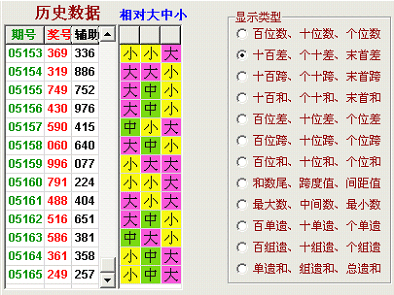 历史数据 相对大中小
期号 奖号 辅助
05153 369 336 小 小 大
05154 319 886 大 大 小
05155 749 752 大 中 小
05156 430 976 大 中 小
05157 590 415 中 小 大
05158 060 640 大 中 小
05159 996 077 小 大 大
05160 791 224 小 小 大
05161 488 404 大 小 大
05162 516 651 大 中 小
05163 586 381 中 大 小
05164 361 358 小 中 大
05165 249 257 小 中 大
显示类型
百位数、十位数、个位数
十百差、个十差、末首差
十百跨、个十跨、末首跨
十百和、个十和、末首和
百位差、十位差、个位差
百位跨、十位跨、个位跨
百位和、十位和、个位和
和数尾、跨度值、间距值
最大数、中间数、最小数
百单遗、十单遗、个单遗
百组遗、十组遗、个组遗
单遗和、组遗和、总遗和